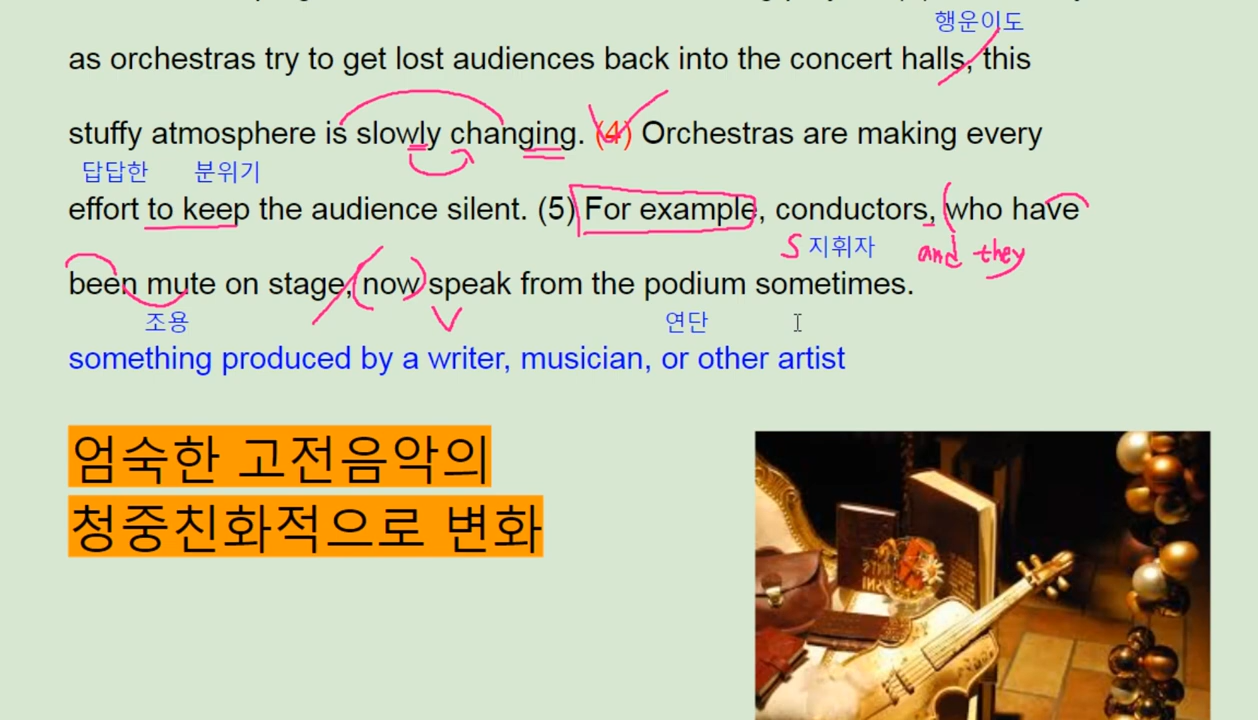 행운이도
as orchestras try to get lost audiences back into the concert halls, this
stuffy atmosphere is slowly changing. (4) Orchestras are making every
답답한 분위기
effort to keep the audience silent. (5) For example, conductors, who have
S 지휘자 and they
been mute on stage, now speak from the podium sometimes.
V
조용 연단
something produced by a writer, musician, or other artist
엄숙한 고전음악의
청중친화적으로 변화